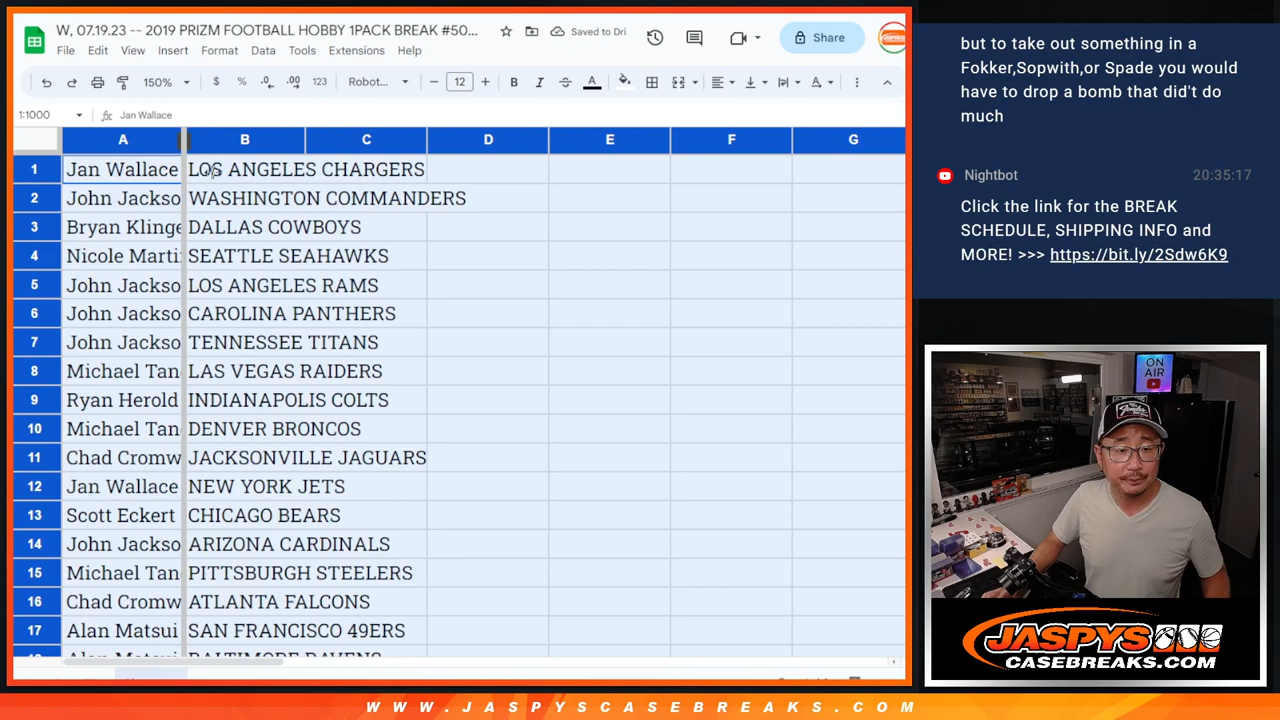 W, 07.19.23 -- 2019 PRIZM FOOTBALL HOBBY 1PACK BREAK #50...
Saved to Dri
Share
File Edit View Insert Format Data Tools Extensions Help
150% $ % .0 .00 123 Robot... - 12 + B I S A
1:1000 fx Jan Wallace
A B C D E F G
1 Jan Wallace LOS ANGELES CHARGERS
2 John Jackso WASHINGTON COMMANDERS
3 Bryan Klinge DALLAS COWBOYS
4 Nicole Marti SEATTLE SEAHAWKS
5 John Jackso LOS ANGELES RAMS
6 John Jackso CAROLINA PANTHERS
7 John Jackso TENNESSEE TITANS
8 Michael Tan LAS VEGAS RAIDERS
9 Ryan Herold INDIANAPOLIS COLTS
10 Michael Tan DENVER BRONCOS
11 Chad Cromw JACKSONVILLE JAGUARS
12 Jan Wallace NEW YORK JETS
13 Scott Eckert CHICAGO BEARS
14 John Jackso ARIZONA CARDINALS
15 Michael Tan PITTSBURGH STEELERS
16 Chad Cromw ATLANTA FALCONS
17 Alan Matsui SAN FRANCISCO 49ERS
18 Alan Matsui BALTIMORE RAVENS
but to take out something in a
Fokker,Sopwith,or Spade you would
have to drop a bomb that did't do
much
Nightbot 20:35:17
Click the link for the BREAK
SCHEDULE, SHIPPING INFO and
MORE! >>> https://bit.ly/2Sdw6K9
ON
AIR
Fender
JASPYS
CASEBREAKS.COM
WWW.JASPYSCASEBREAKS.COM